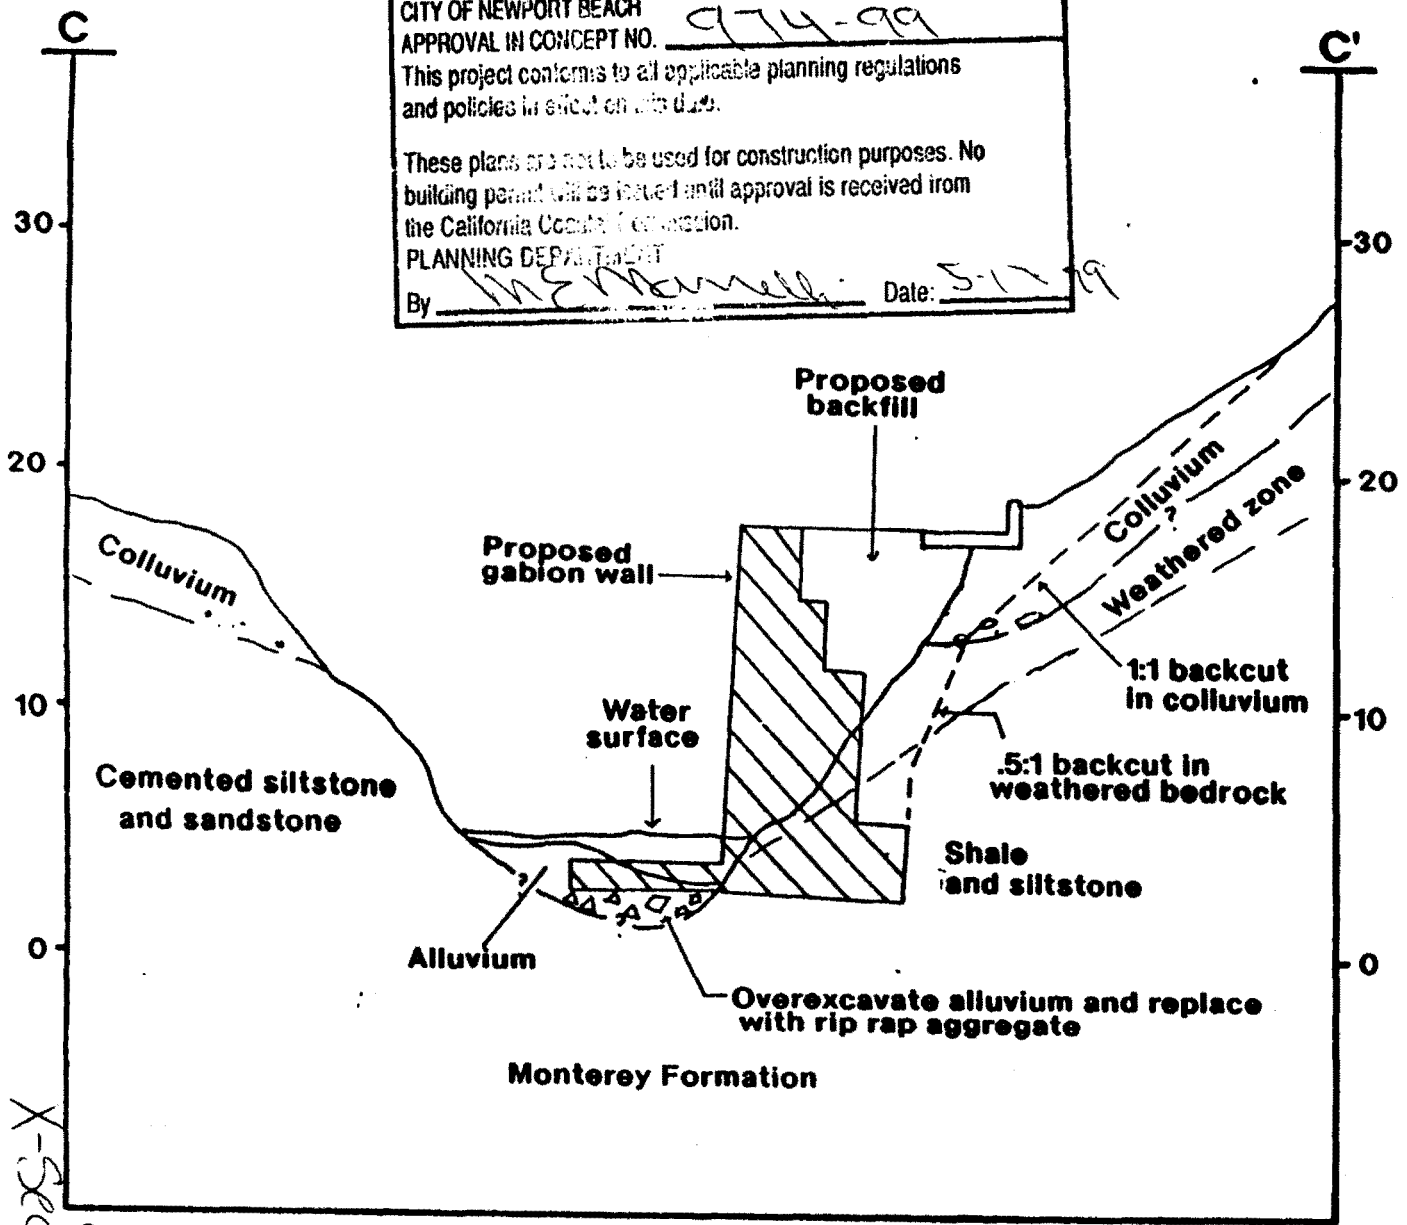 C
CITY OF NEWPORT BEACH
APPROVAL IN CONCEPT NO. 974-99
This project conforms to all applicable planning regulations
and policies in effect on this date.
These plans are not to be used for construction purposes. No
building permit will be issued until approval is received from
the California Coastal Commission.
PLANNING DEPARTMENT
By
Date:
C'
30
30
Proposed
backfill
20
20
Colluvium
Proposed
gabion wall
Colluvium
?
Weathered zone
1:1 backcut
in colluvium
10
Water
surface
10
Cemented siltstone
and sandstone
.5:1 backcut in
weathered bedrock
Shale
and siltstone
?
?
0
Alluvium
0
Overexcavate alluvium and replace
with rip rap aggregate
Monterey Formation
X-Sec